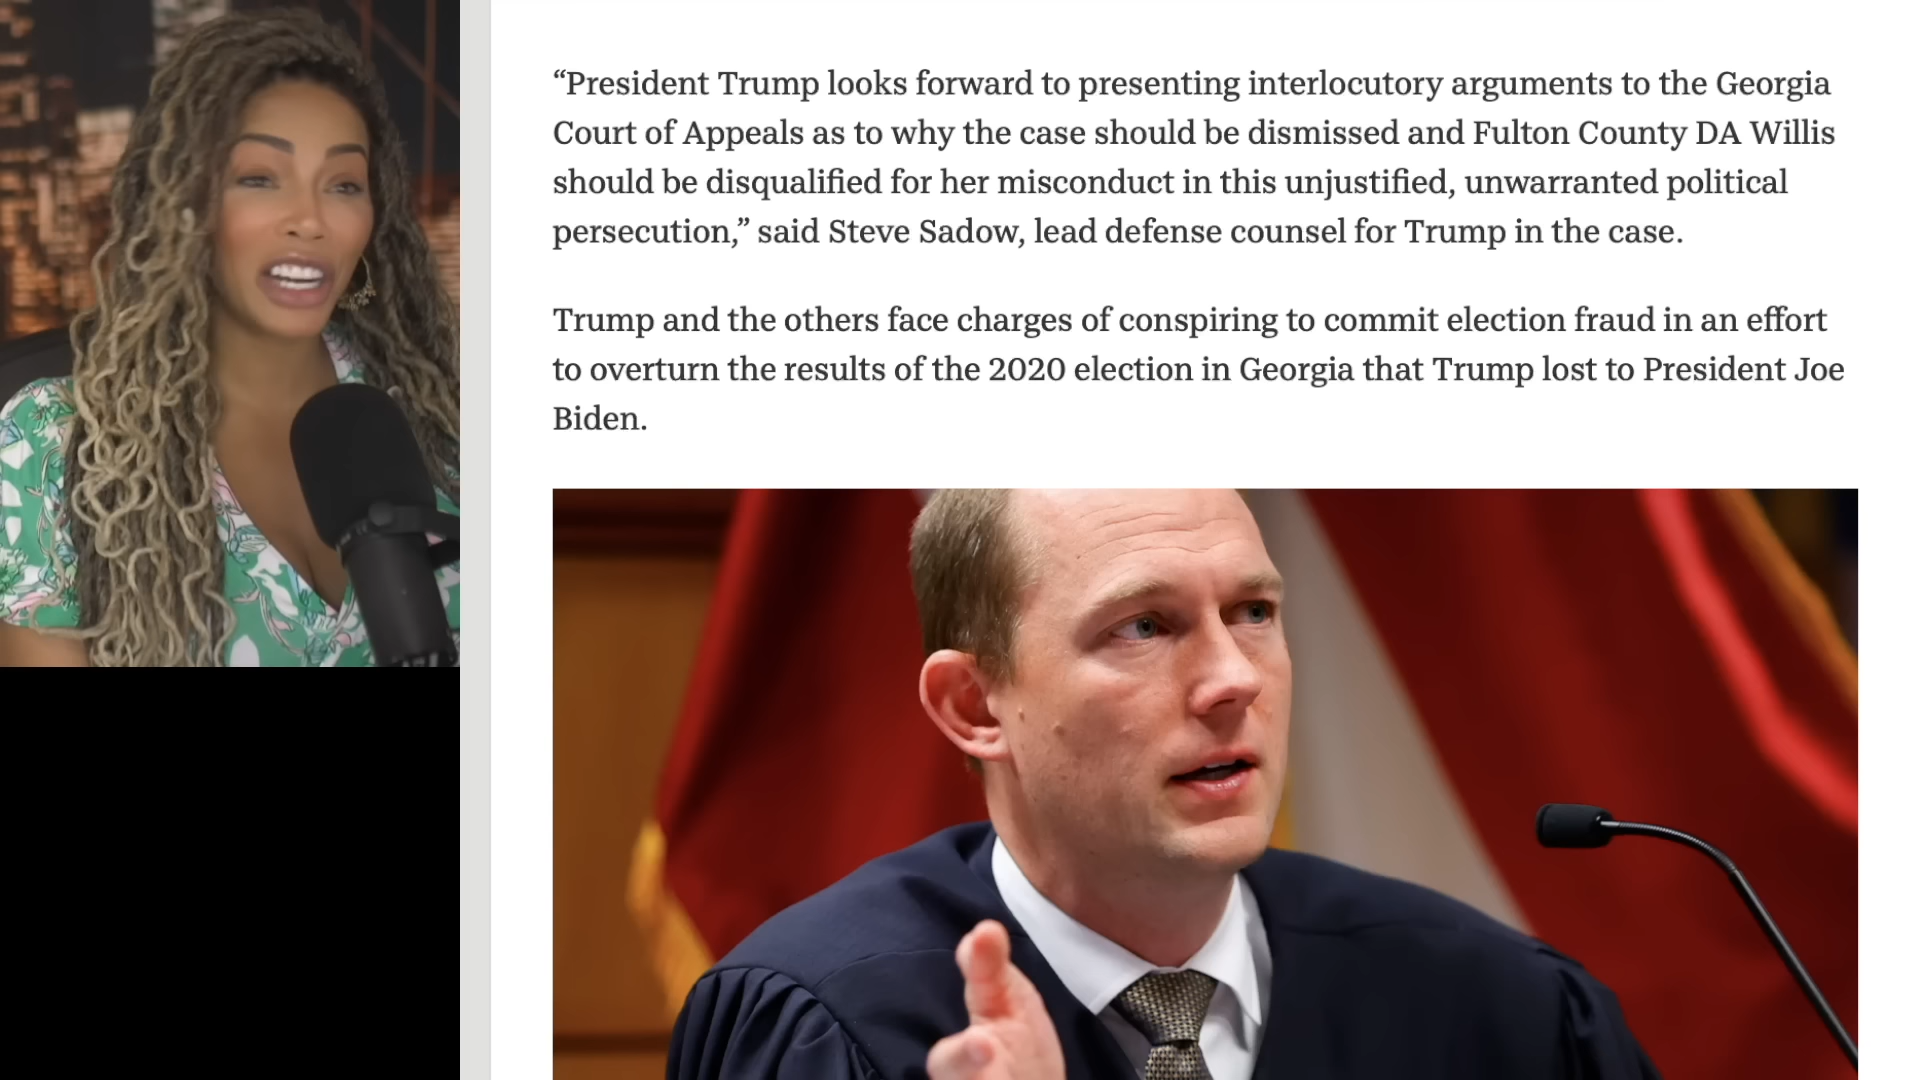 “President Trump looks forward to presenting interlocutory arguments to the Georgia
Court of Appeals as to why the case should be dismissed and Fulton County DA Willis
should be disqualified for her misconduct in this unjustified, unwarranted political
persecution,” said Steve Sadow, lead defense counsel for Trump in the case.
Trump and the others face charges of conspiring to commit election fraud in an effort
to overturn the results of the 2020 election in Georgia that Trump lost to President Joe
Biden.